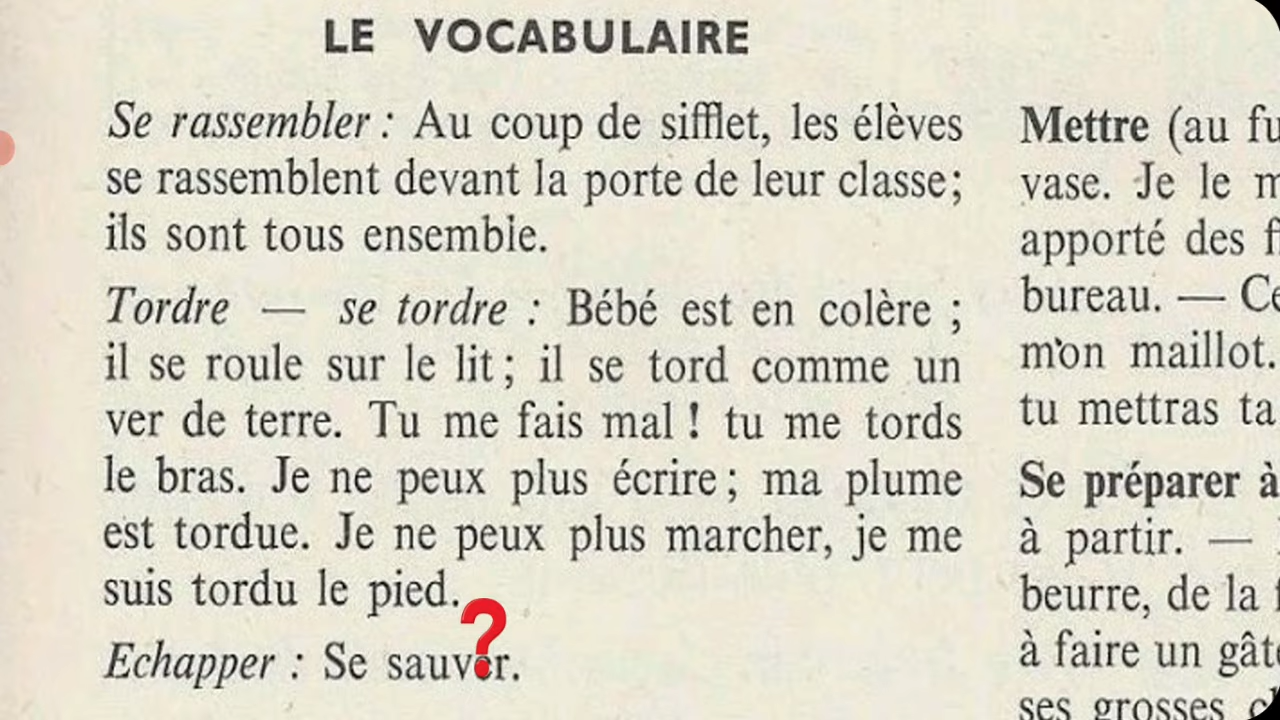 LE VOCABULAIRE
Se rassembler : Au coup de sifflet, les élèves
se rassemblent devant la porte de leur classe;
ils sont tous ensemble.
Tordre — se tordre : Bébé est en colère ;
il se roule sur le lit; il se tord comme un
ver de terre. Tu me fais mal ! tu me tords
le bras. Je ne peux plus écrire; ma plume
est tordue. Je ne peux plus marcher, je me
suis tordu le pied.
?
Echapper : Se sauver.
Mettre (au
vase. Je le
apporté des
bureau. —
mon maillot.
tu mettras
Se préparer à
à partir. —
beurre, de la
à faire un
ses grosses